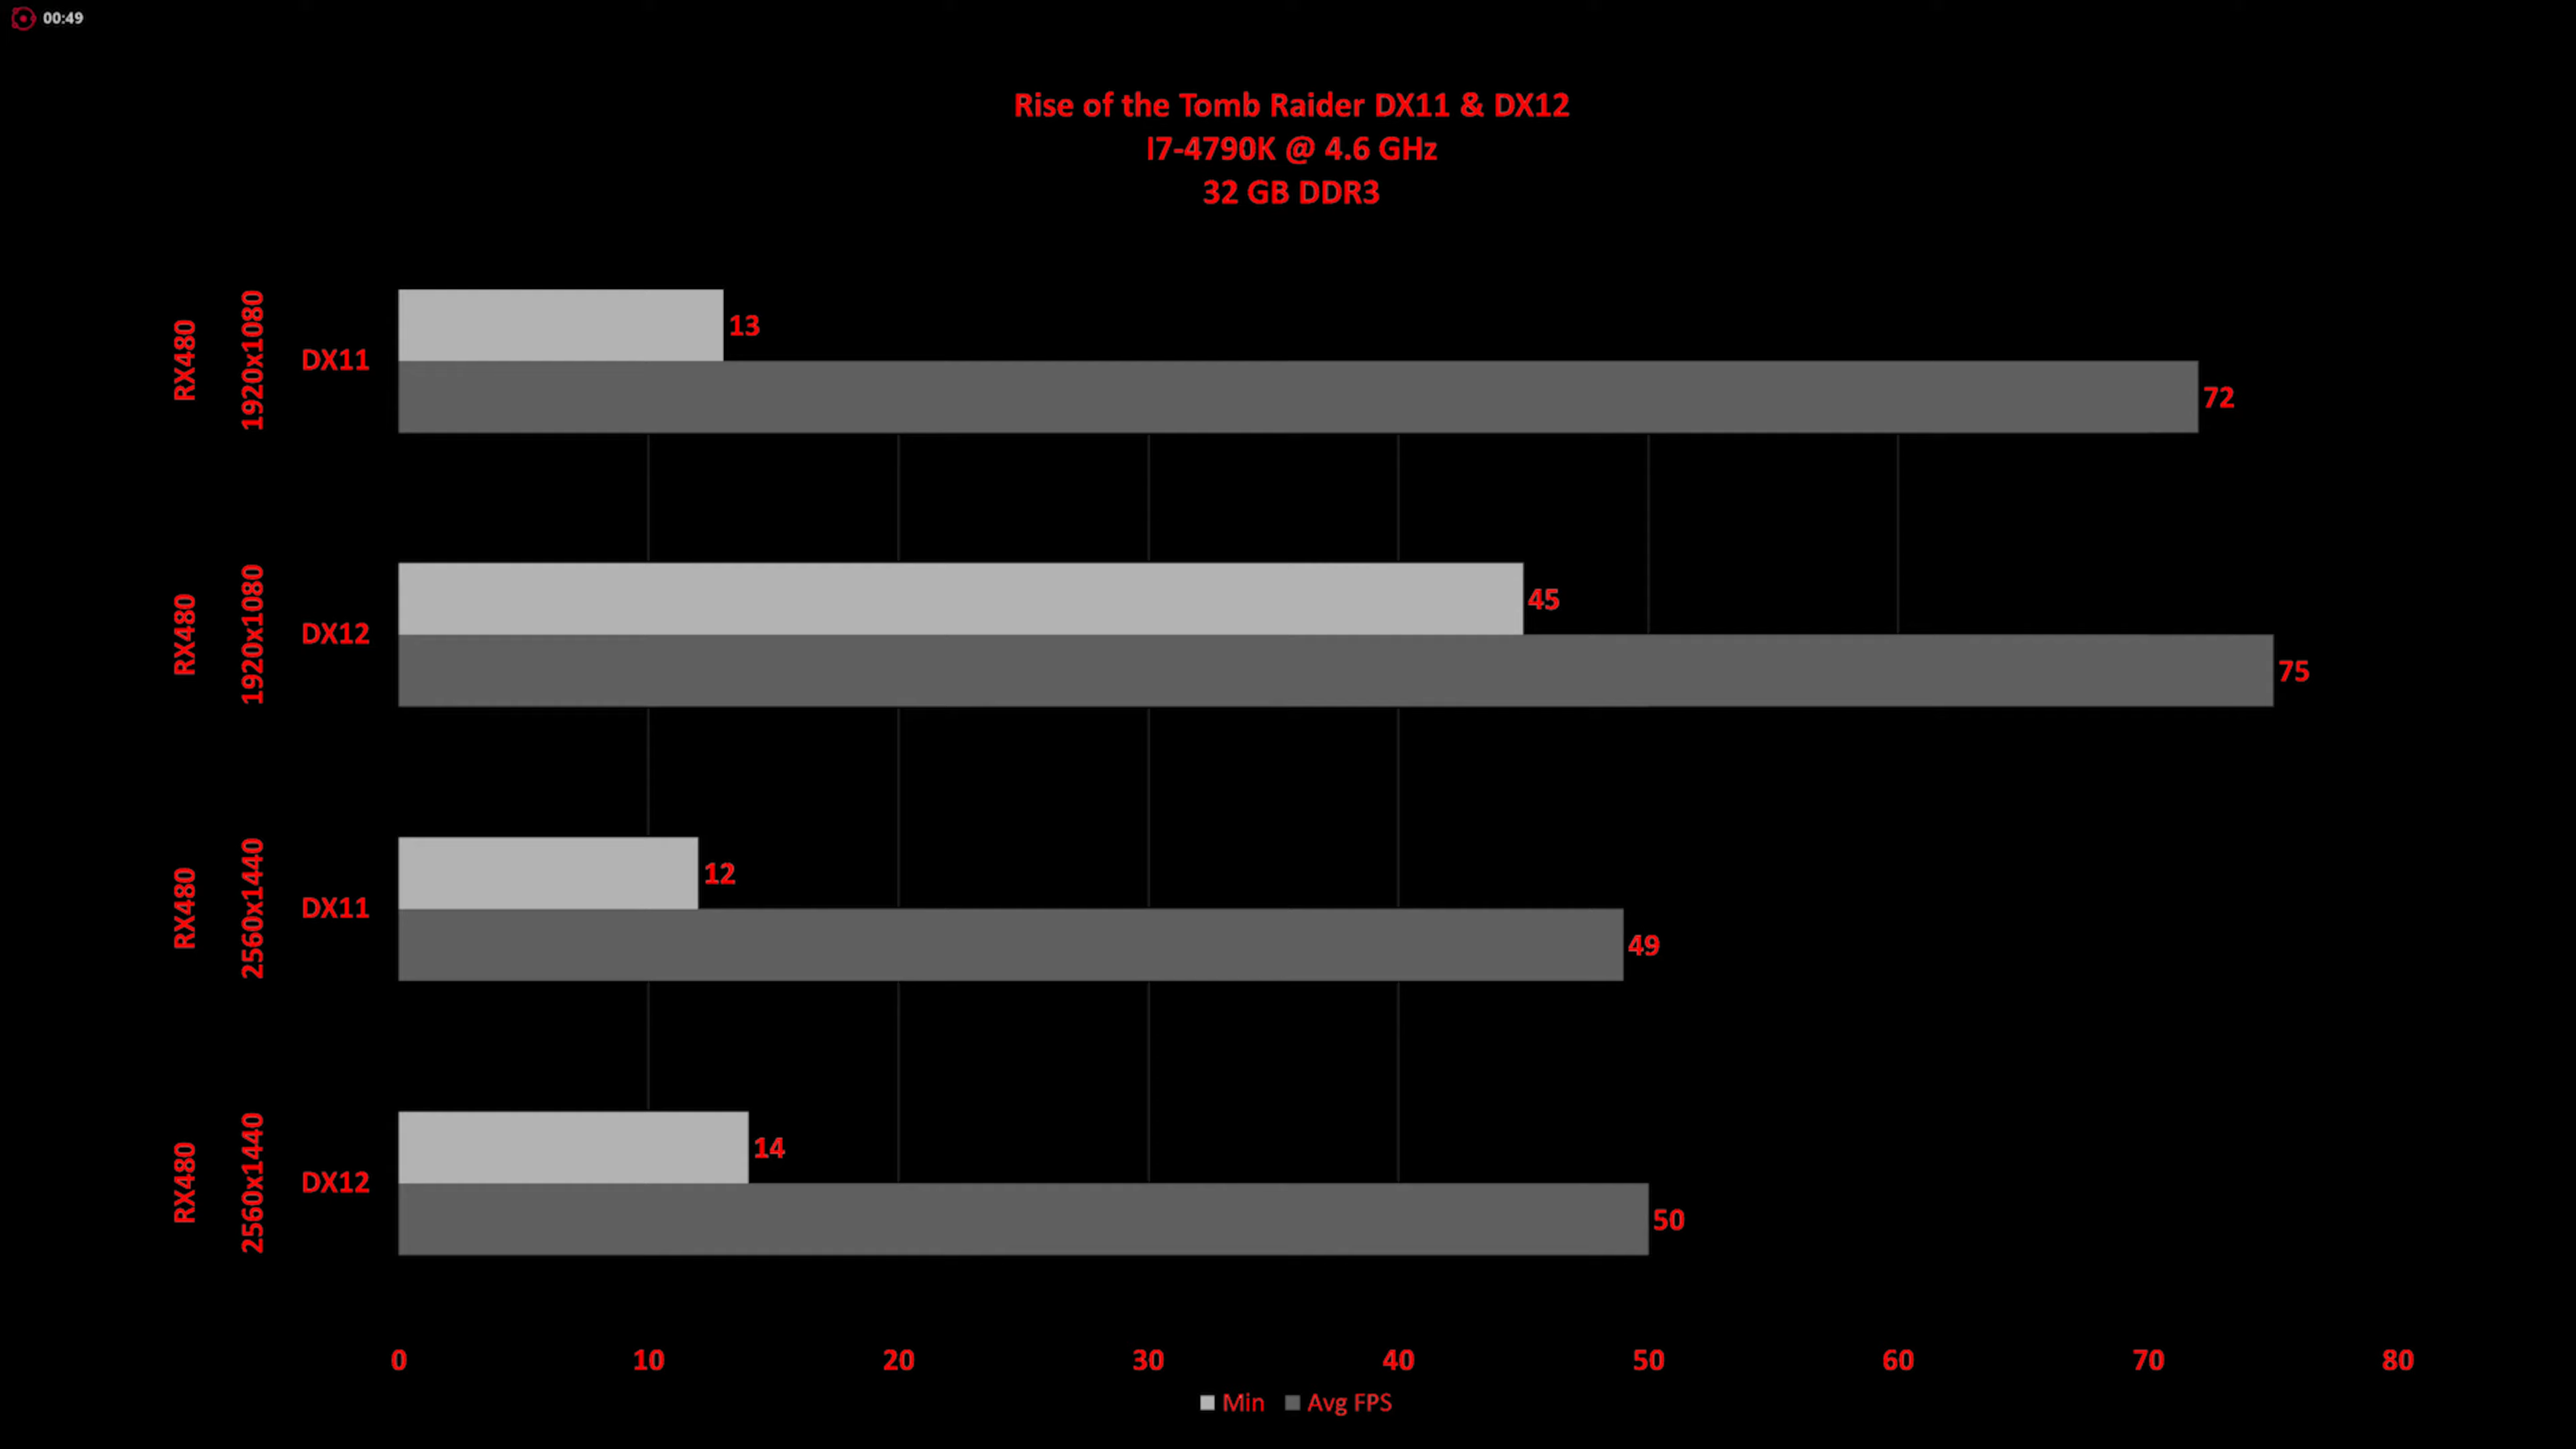 00:49
Rise of the Tomb Raider DX11 & DX12
I7-4790K @ 4.6 GHz
32 GB DDR3
RX480
1920x1080
DX11
13
72
RX480
1920x1080
DX12
45
75
RX480
2560x1440
DX11
12
49
RX480
2560x1440
DX12
14
50
0 10 20 30 40 50 60 70 80
Min Avg FPS